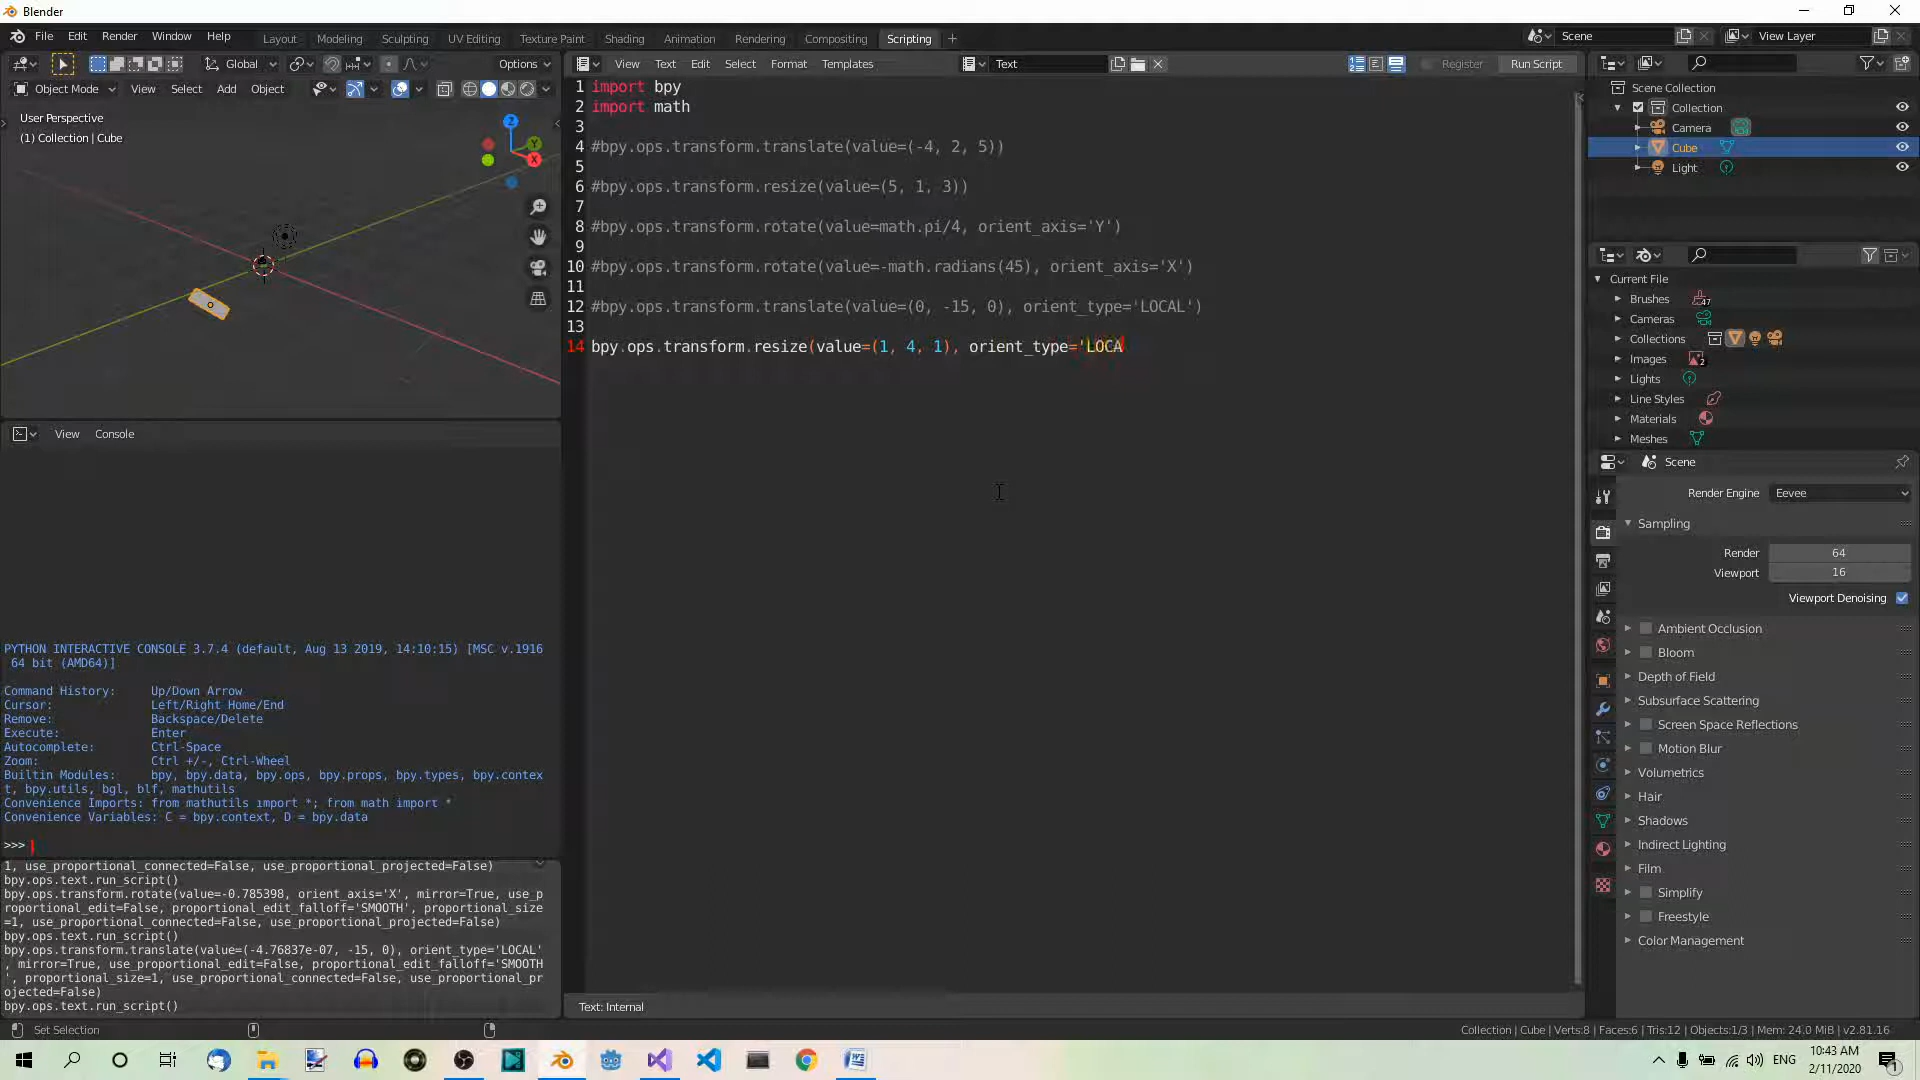 Blender
File Edit Render Window Help
Layout Modeling Sculpting UV Editing Texture Paint Shading Animation Rendering Compositing Scripting +
Scene
View Layer
Global
Options
Object Mode View Select Add Object
User Perspective
(1) Collection | Cube
Z
Y
X
View Text Edit Select Format Templates
Text
Register
Run Script
1 import bpy
2 import math
3
4 #bpy.ops.transform.translate(value=(-4, 2, 5))
5
6 #bpy.ops.transform.resize(value=(5, 1, 3))
7
8 #bpy.ops.transform.rotate(value=math.pi/4, orient_axis='Y')
9
10 #bpy.ops.transform.rotate(value=-math.radians(45), orient_axis='X')
11
12 #bpy.ops.transform.translate(value=(0, -15, 0), orient_type='LOCAL')
13
14 bpy.ops.transform.resize(value=(1, 4, 1), orient_type='LOCA
Text: Internal
View Console
PYTHON INTERACTIVE CONSOLE 3.7.4 (default, Aug 13 2019, 14:10:15) [MSC v.1916
64 bit (AMD64)]
Command History: Up/Down Arrow
Cursor: Left/Right Home/End
Remove: Backspace/Delete
Execute: Enter
Autocomplete: Ctrl-Space
Zoom: Ctrl +/-, Ctrl-Wheel
Builtin Modules: bpy, bpy.data, bpy.ops, bpy.props, bpy.types, bpy.contex
t, bpy.utils, bgl, blf, mathutils
Convenience Imports: from mathutils import *; from math import *
Convenience Variables: C = bpy.context, D = bpy.data
>>>
1, use_proportional_connected=False, use_proportional_projected=False)
bpy.ops.text.run_script()
bpy.ops.transform.rotate(value=-0.785398, orient_axis='X', mirror=True, use_p
roportional_edit=False, proportional_edit_falloff='SMOOTH', proportional_size
=1, use_proportional_connected=False, use_proportional_projected=False)
bpy.ops.text.run_script()
bpy.ops.transform.translate(value=(-4.76837e-07, -15, 0), orient_type='LOCAL'
, mirror=True, use_proportional_edit=False, proportional_edit_falloff='SMOOTH
', proportional_size=1, use_proportional_connected=False, use_proportional_pr
ojected=False)
bpy.ops.text.run_script()
Scene Collection
Collection
Camera
Cube
Light
Current File
Brushes 47
Cameras
Collections
Images 2
Lights
Line Styles
Materials
Meshes
Scene
Render Engine Eevee
Sampling
Render 64
Viewport 16
Viewport Denoising
Ambient Occlusion
Bloom
Depth of Field
Subsurface Scattering
Screen Space Reflections
Motion Blur
Volumetrics
Hair
Shadows
Indirect Lighting
Film
Simplify
Freestyle
Color Management
Set Selection
Collection | Cube | Verts:8 | Faces:6 | Tris:12 | Objects:1/3 | Mem: 24.0 MiB | v2.81.16
ENG
10:43 AM
2/11/2020
1